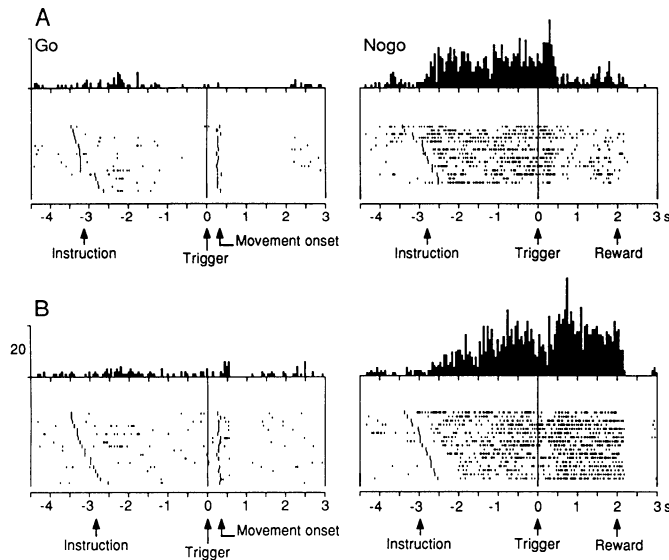 A
Go
Nogo
-4 -3 -2 -1 0 1 2 3
-4 -3 -2 -1 0 1 2 3 s
Instruction
Trigger
Movement onset
Instruction
Trigger
Reward
B
20
-4 -3 -2 -1 0 1 2 3
-4 -3 -2 -1 0 1 2 3 s
Instruction
Trigger
Movement onset
Instruction
Trigger
Reward